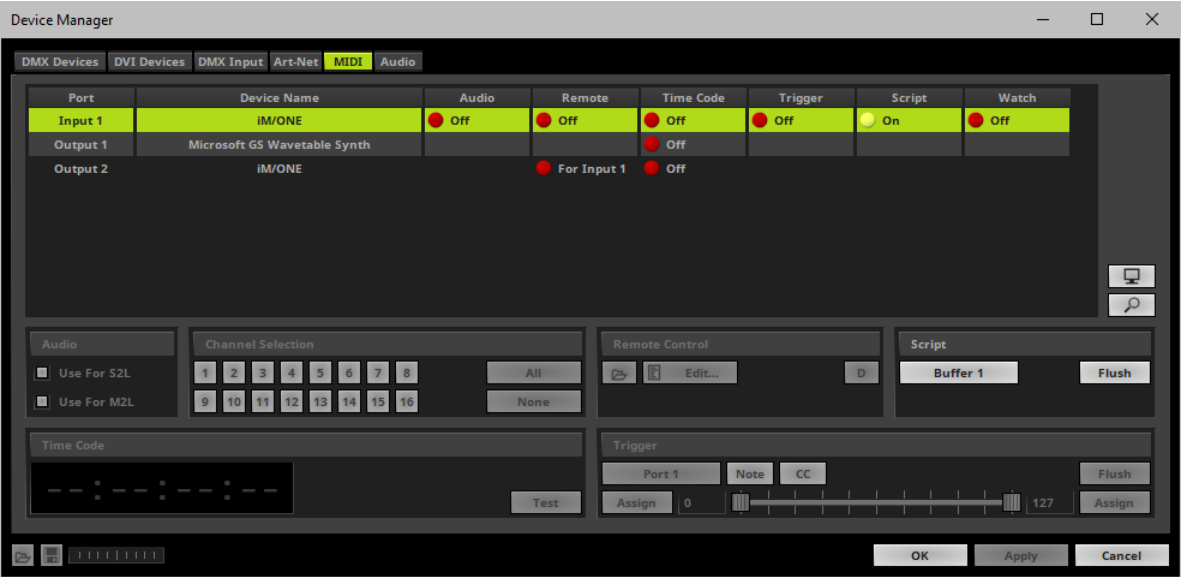 Device Manager
DMX Devices DVI Devices DMX Input Art-Net MIDI Audio
Port Device Name Audio Remote Time Code Trigger Script Watch
Input 1 iM/ONE Off Off Off Off On Off
Output 1 Microsoft GS Wavetable Synth Off
Output 2 iM/ONE For Input 1 Off
Audio Channel Selection Remote Control Script
Use For S2L 1 2 3 4 5 6 7 8 All Edit... D Buffer 1 Flush
Use For M2L 9 10 11 12 13 14 15 16 None
Time Code Trigger
Port 1 Note CC Flush
--:--:--:-- Test Assign 0 127 Assign
OK Apply Cancel